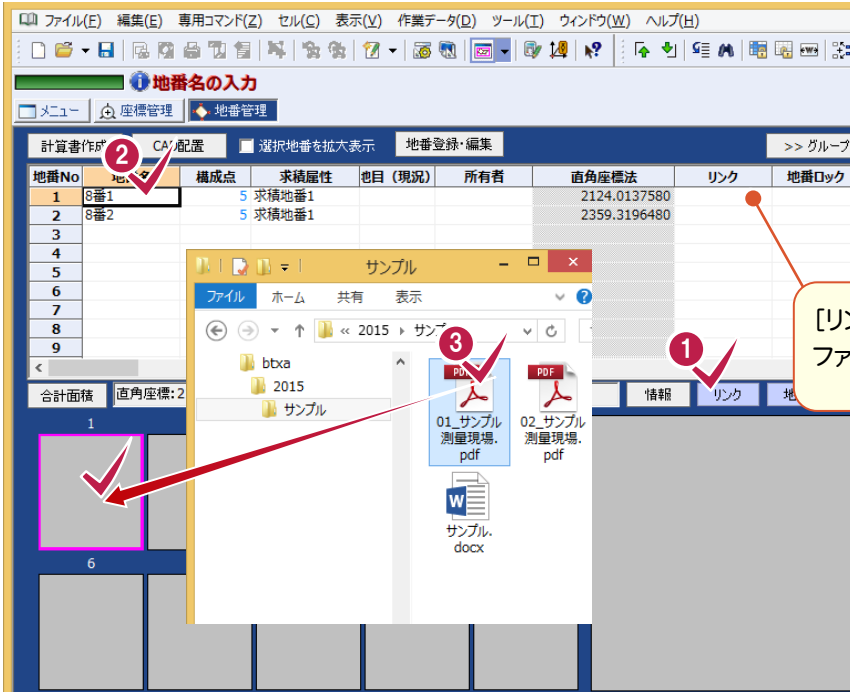 ファイル(F) 編集(E) 専用コマンド(Z) セル(C) 表示(V) 作業データ(D) ツール(T) ウィンドウ(W) ヘルプ(H)
地番名の入力
メニュー 座標管理 地番管理
計算書作成 CAD配置 選択地番を拡大表示 地番登録・編集 >> グループ
地番No 構成点 求積属性 地目(現況) 所有者 直角座標法 リンク 地番ロック
1 8番1 5 求積地番1 2124.0137580
2 8番2 5 求積地番1 2359.3196480
3
4
5
6
7
8
9
2
サンプル
ファイル ホーム 共有 表示
« 2015 サンプ
btxa
2015
サンプル
3
PDF
01_サンプル
測量現場.
pdf
PDF
02_サンプル
測量現場.
pdf
W
サンプル.
docx
[リン
ファ
1
合計面積 直角座標:2 情報 リンク 地
1
6